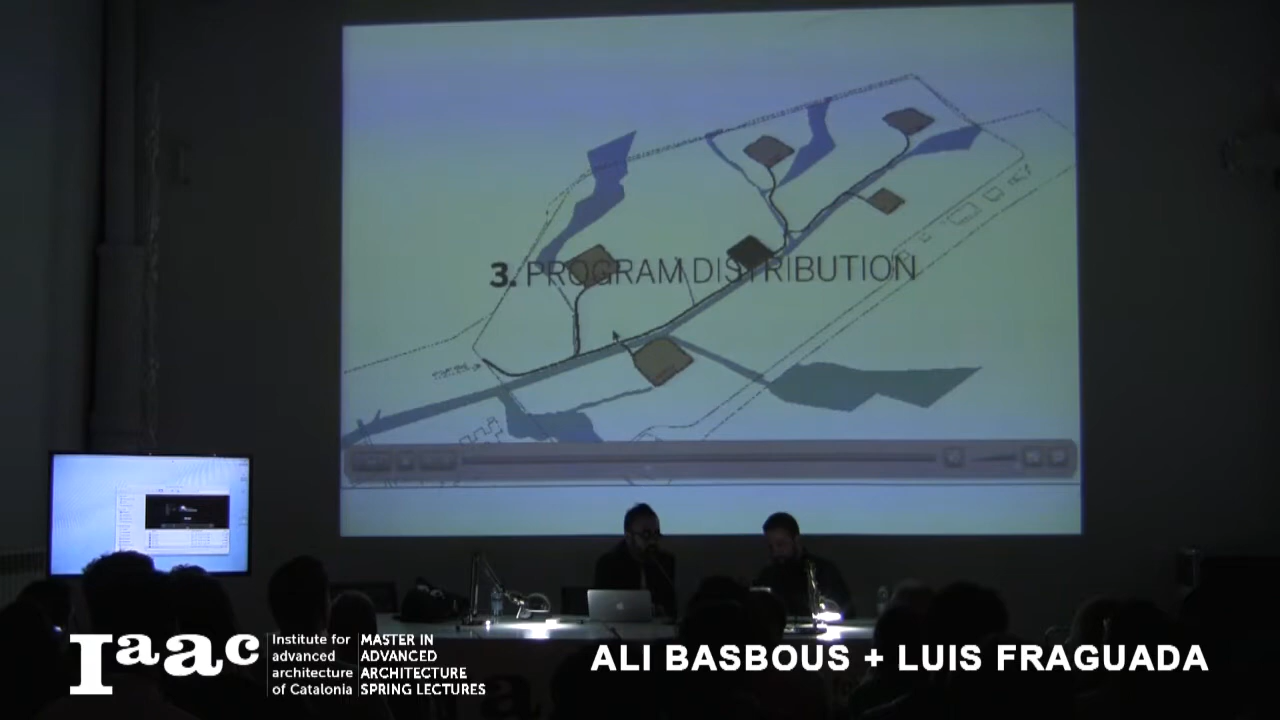 3. PROGRAM DISTRIBUTION
Iaac
Institute for
advanced
architecture
of Catalonia
MASTER IN
ADVANCED
ARCHITECTURE
SPRING LECTURES
ALI BASBOUS + LUIS FRAGUADA